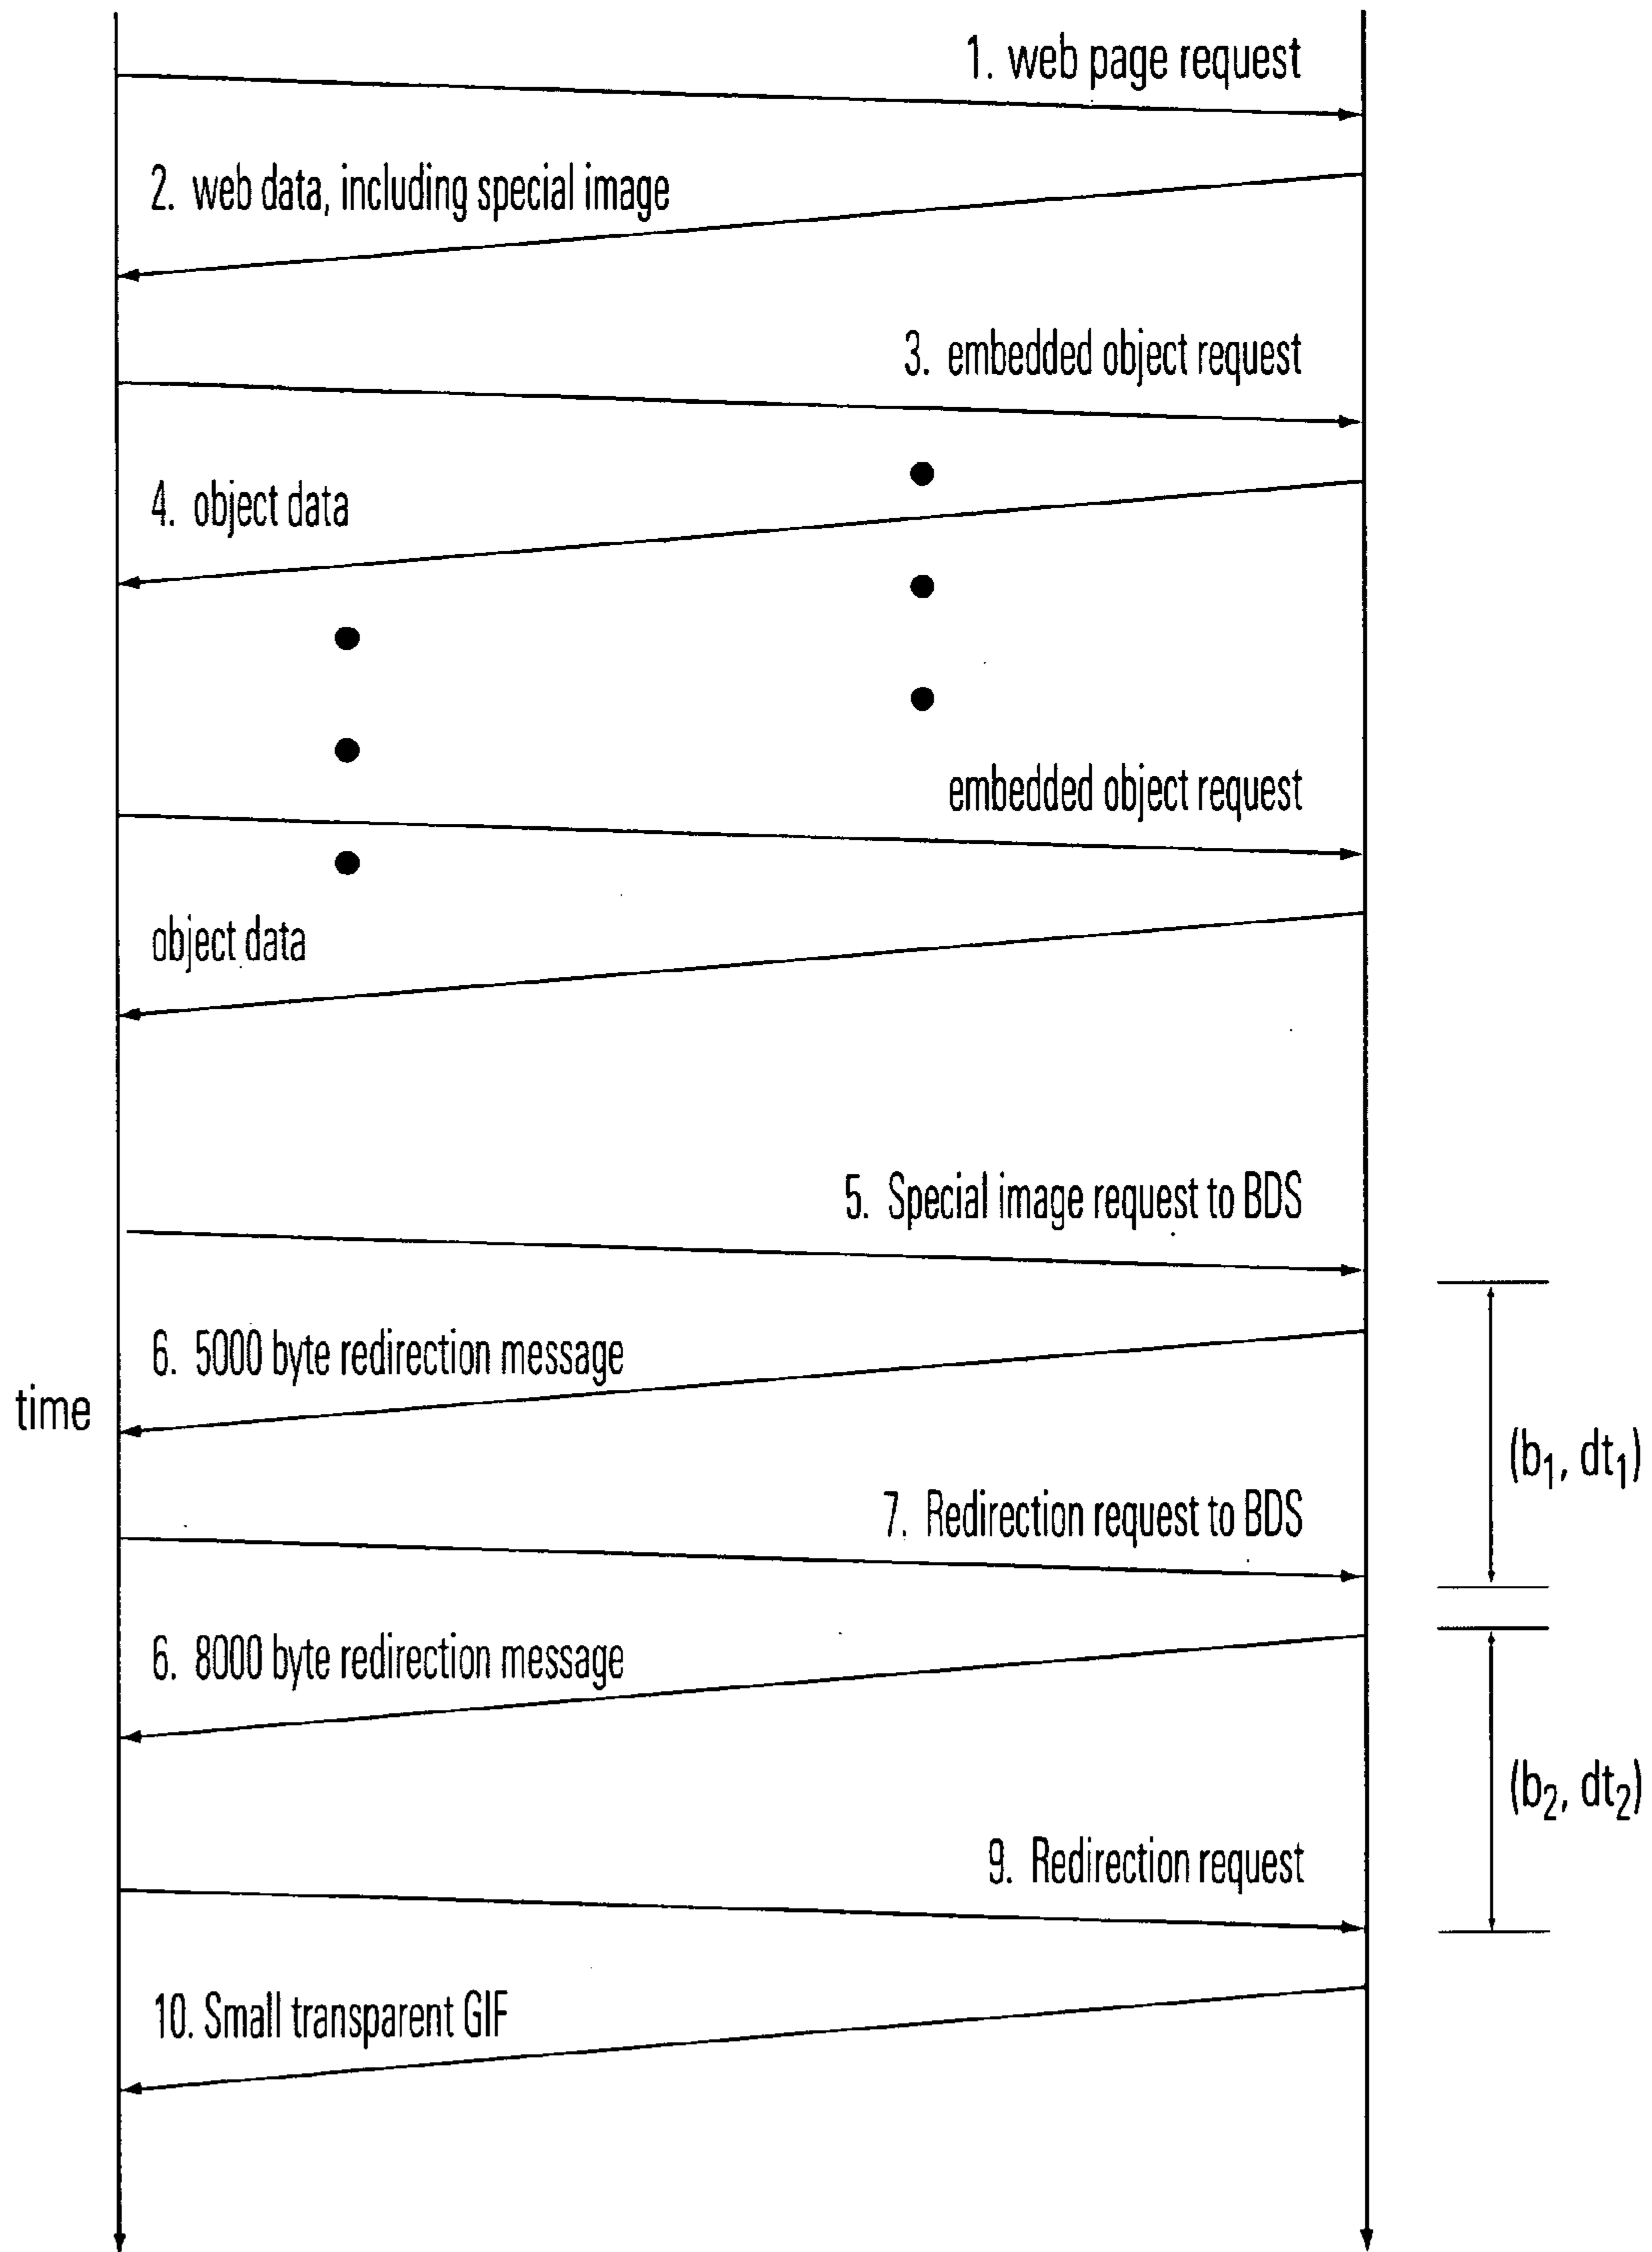 1. web page request
2. web data, including special image
3. embedded object request
4. object data
embedded object request
object data
5. Special image request to BDS
6. 5000 byte redirection message
time
(b₁, dt₁)
7. Redirection request to BDS
6. 8000 byte redirection message
(b₂, dt₂)
9. Redirection request
10. Small transparent GIF